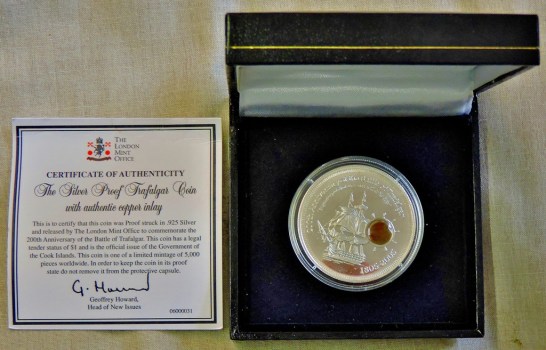 THE
LONDON
MINT
OFFICE
CERTIFICATE OF AUTHENTICITY
The Silver Proof Trafalgar Coin
with authentic copper inlay
This is to certify that this coin was Proof struck in .925 Silver
and released by The London Mint Office to commemorate the
200th Anniversary of the Battle of Trafalgar. This coin has a legal
tender status of $1 and is the official issue of the Government of
the Cook Islands. This coin is one of a limited mintage of 5,000
pieces worldwide. In order to keep the coin in its proof
state do not remove it from the protective capsule.
G. Howard
Geoffrey Howard,
Head of New Issues
1805-2005